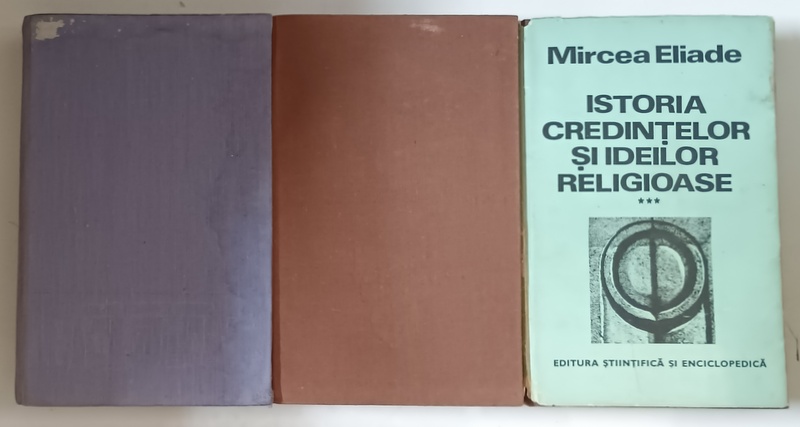 Mircea Eliade
ISTORIA
CREDINȚELOR
ȘI IDEILOR
RELIGIOASE
***
EDITURA ȘTIINȚIFICĂ ȘI ENCICLOPEDICĂ